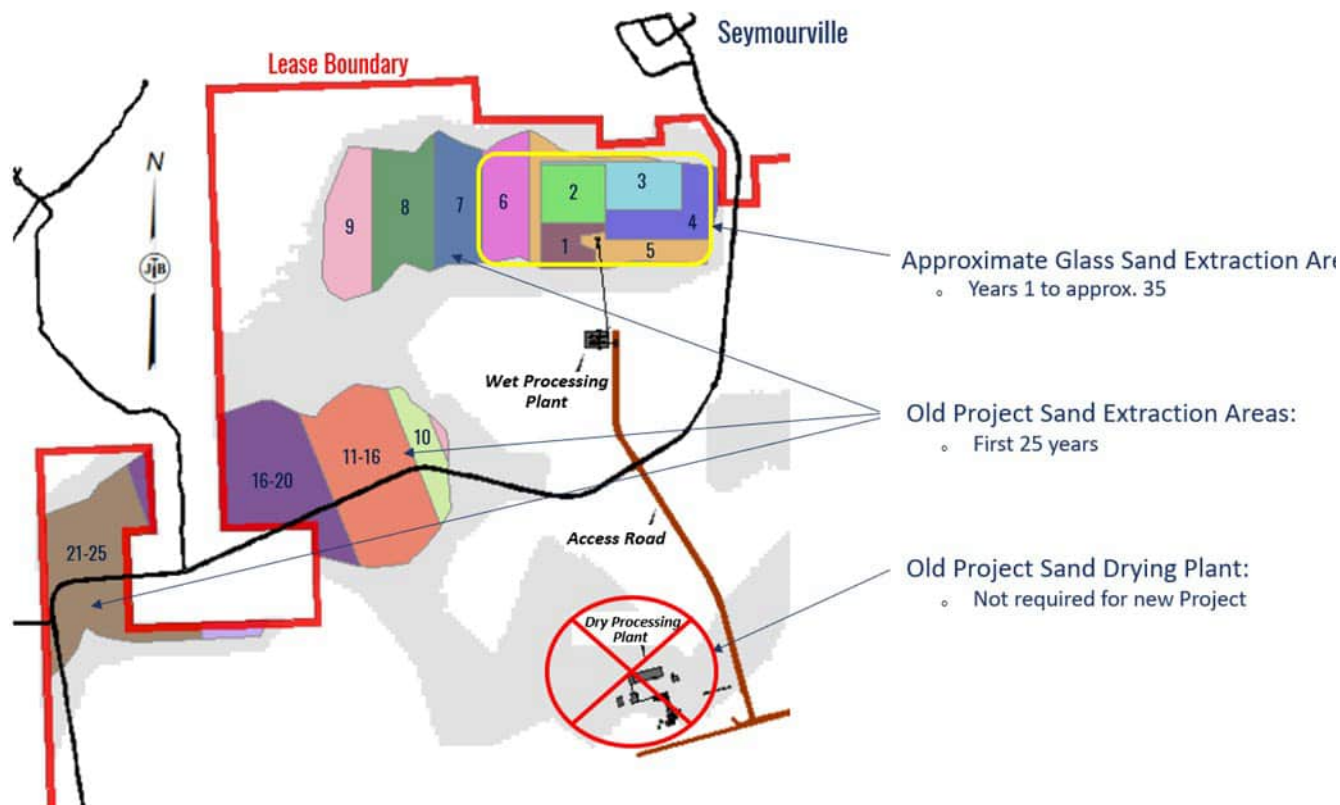 Seymourville
Lease Boundary
N
JTB
9
8
7
6
2
3
1
4
5
Approximate Glass Sand Extraction Are
Years 1 to approx. 35
Wet Processing
Plant
Old Project Sand Extraction Areas:
First 25 years
10
11-16
16-20
21-25
Access Road
Old Project Sand Drying Plant:
Not required for new Project
Dry Processing
Plant